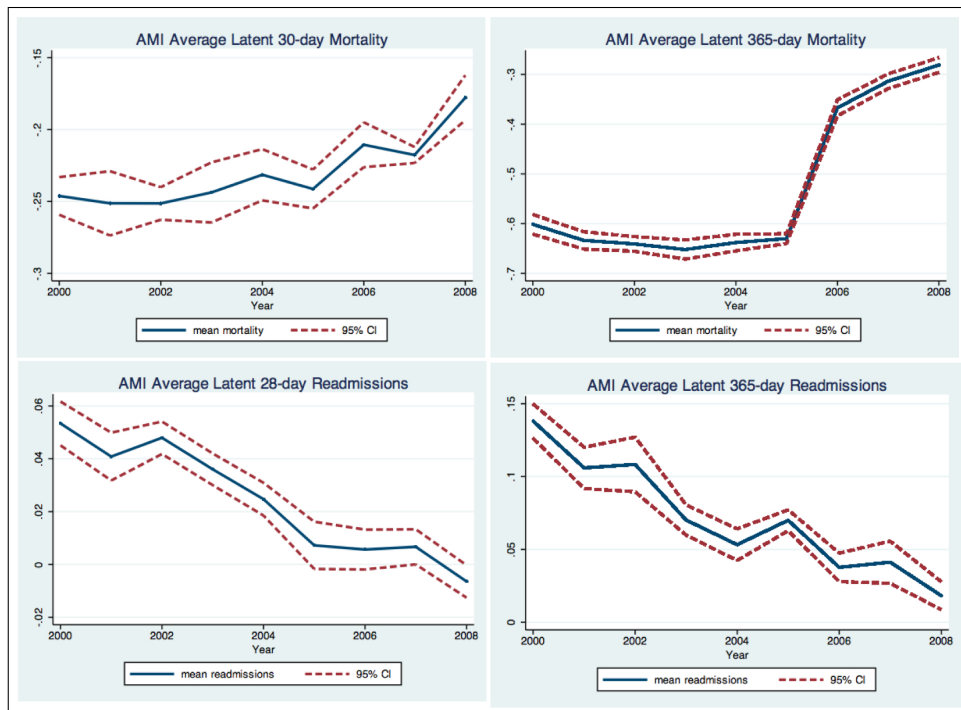 AMI Average Latent 30-day Mortality
-.15
-.2
-.25
-.3
2000 2002 2004 2006 2008
Year
mean mortality 95% CI
AMI Average Latent 365-day Mortality
-.3
-.4
-.5
-.6
-.7
2000 2002 2004 2006 2008
Year
mean mortality 95% CI
AMI Average Latent 28-day Readmissions
.06
.04
.02
0
-.02
2000 2002 2004 2006 2008
Year
mean readmissions 95% CI
AMI Average Latent 365-day Readmissions
.15
.1
.05
0
2000 2002 2004 2006 2008
Year
mean readmissions 95% CI